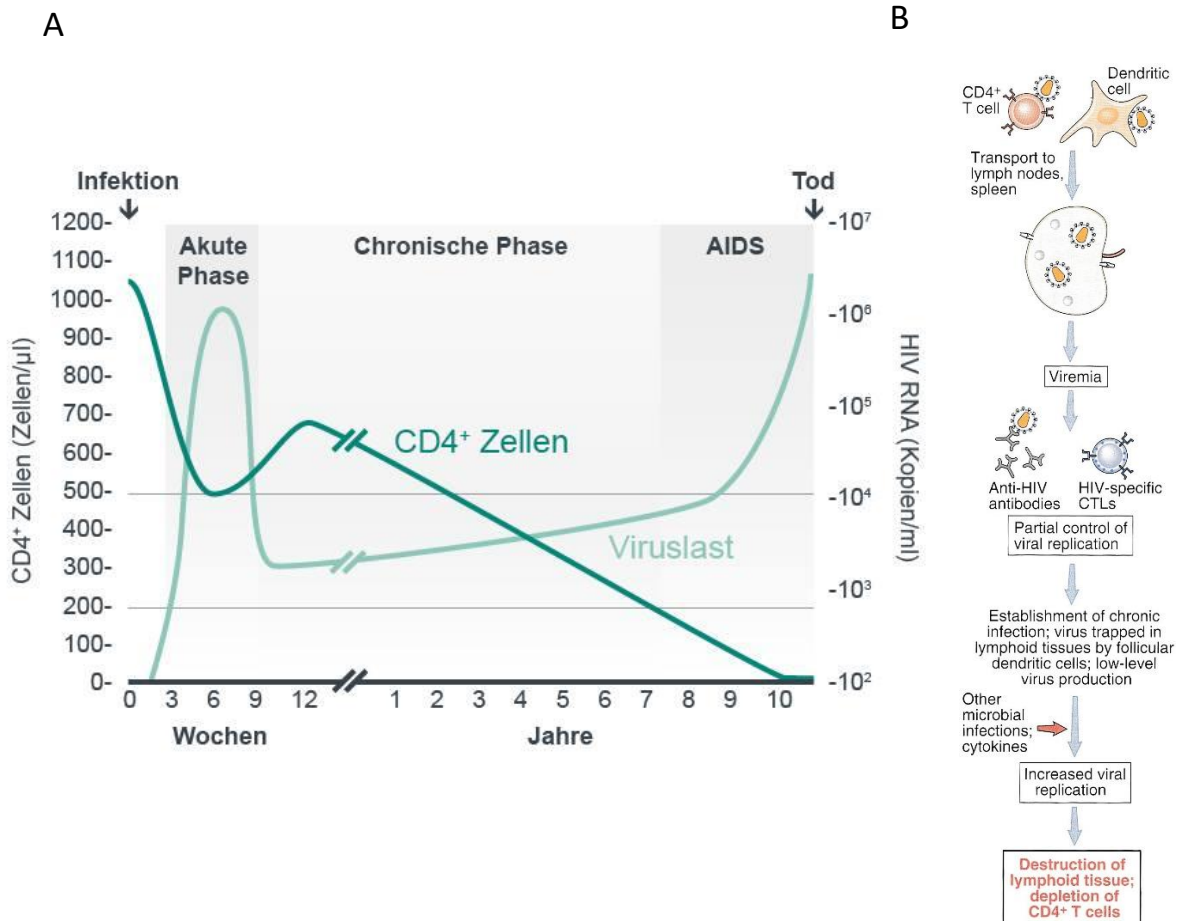 A
B
Infektion
Tod
1200-
1100-
1000-
900-
800-
700-
600-
500-
400-
300-
200-
100-
0-
CD4⁺ Zellen (Zellen/µl)
Akute
Phase
Chronische Phase
AIDS
CD4⁺ Zellen
Viruslast
-10⁷
-10⁶
-10⁵
-10⁴
-10³
-10²
HIV RNA (Kopien/ml)
0 3 6 9 12 1 2 3 4 5 6 7 8 9 10
Wochen
Jahre
CD4⁺
T cell
Dendritic
cell
Transport to
lymph nodes,
spleen
Viremia
Anti-HIV
antibodies
HIV-specific
CTLs
Partial control of
viral replication
Establishment of chronic
infection; virus trapped in
lymphoid tissues by follicular
dendritic cells; low-level
virus production
Other
microbial
infections;
cytokines
Increased viral
replication
Destruction of
lymphoid tissue;
depletion of
CD4⁺ T cells